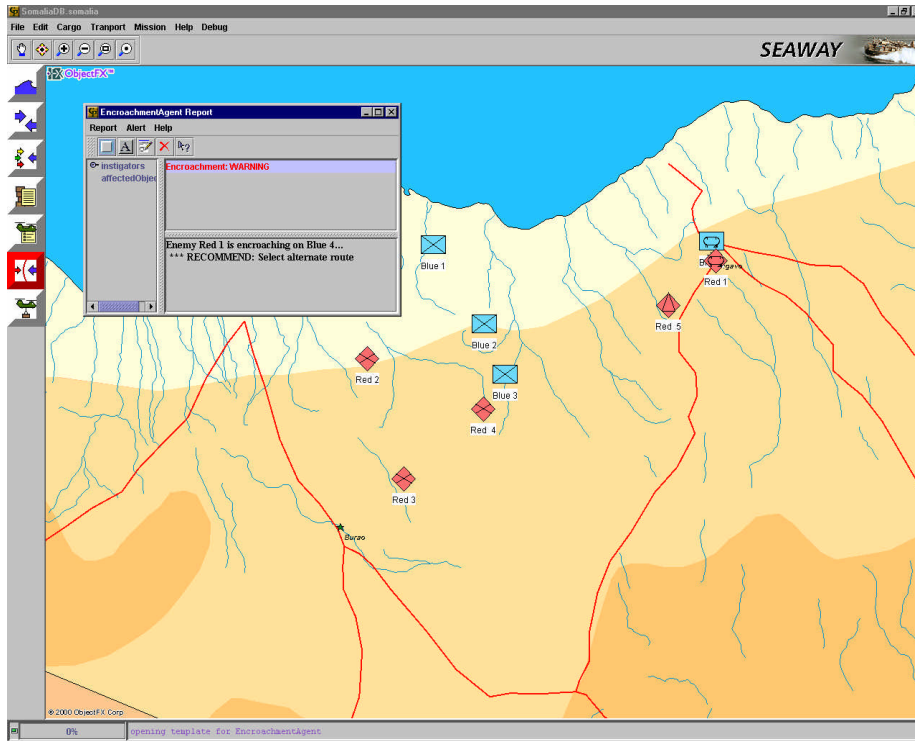 SomaliaDB.somalia
File Edit Cargo Tranport Mission Help Debug
SEAWAY
ObjectFX™
EncroachmentAgent Report
Report Alert Help
A
?
instigators
affectedObjec
Encroachment: WARNING
Enemy Red 1 is encroaching on Blue 4...
*** RECOMMEND: Select alternate route
Blue 1
Red 1
Red 5
Blue 2
Red 2
Blue 3
Red 4
Red 3
Burao
© 2000 ObjectFX Corp
0%
opening template for EncroachmentAgent